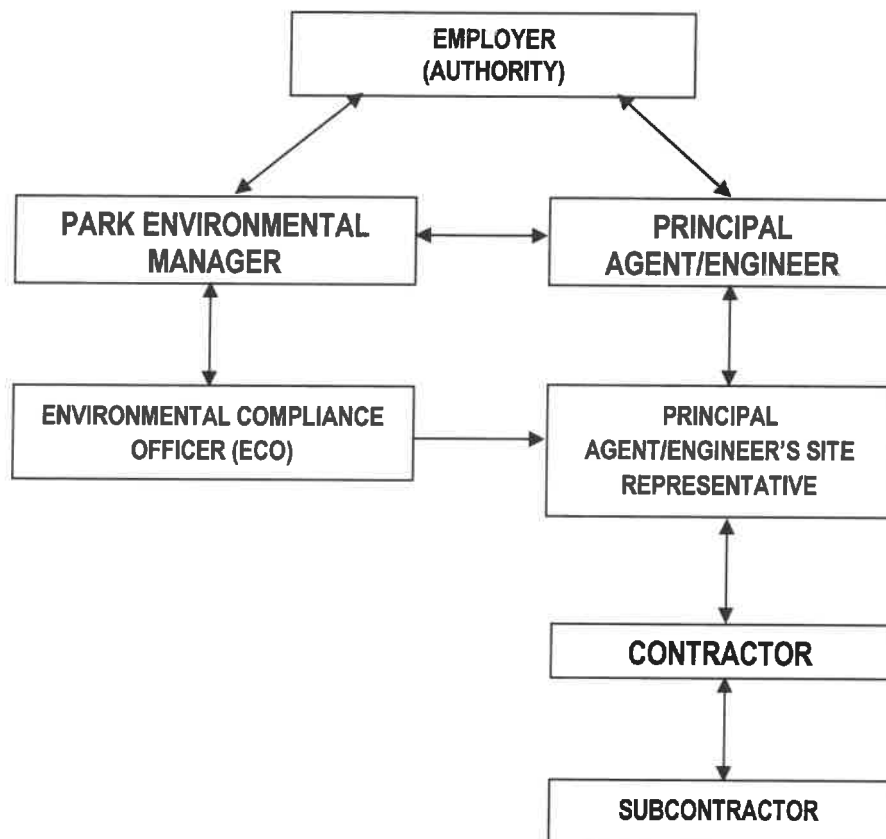 EMPLOYER
(AUTHORITY)
PARK ENVIRONMENTAL
MANAGER
PRINCIPAL
AGENT/ENGINEER
ENVIRONMENTAL COMPLIANCE
OFFICER (ECO)
PRINCIPAL
AGENT/ENGINEER'S SITE
REPRESENTATIVE
CONTRACTOR
SUBCONTRACTOR